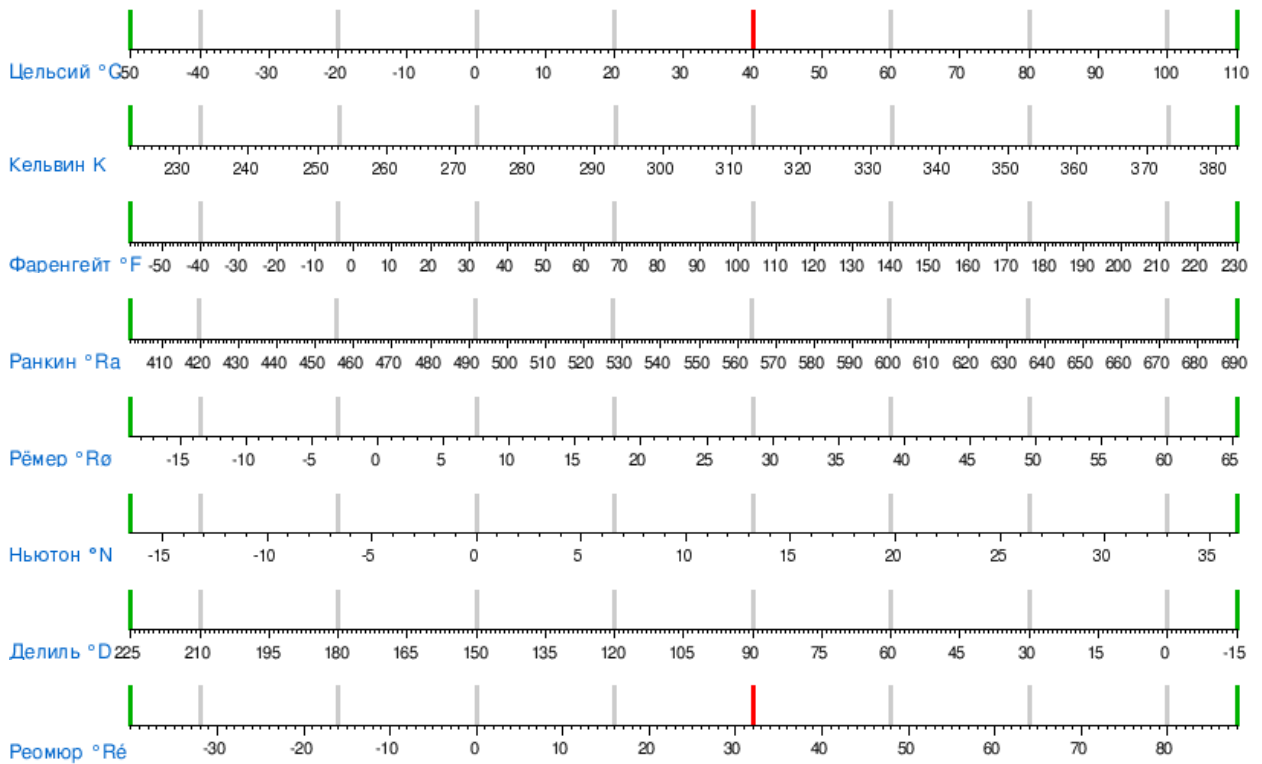 Цельсий °C -50 -40 -30 -20 -10 0 10 20 30 40 50 60 70 80 90 100 110
Кельвин K 230 240 250 260 270 280 290 300 310 320 330 340 350 360 370 380
Фаренгейт °F -50 -40 -30 -20 -10 0 10 20 30 40 50 60 70 80 90 100 110 120 130 140 150 160 170 180 190 200 210 220 230
Ранкин °Ra 410 420 430 440 450 460 470 480 490 500 510 520 530 540 550 560 570 580 590 600 610 620 630 640 650 660 670 680 690
Рёмер °Rø -15 -10 -5 0 5 10 15 20 25 30 35 40 45 50 55 60 65
Ньютон °N -15 -10 -5 0 5 10 15 20 25 30 35
Делиль °D 225 210 195 180 165 150 135 120 105 90 75 60 45 30 15 0 -15
Реомюр °Ré -30 -20 -10 0 10 20 30 40 50 60 70 80